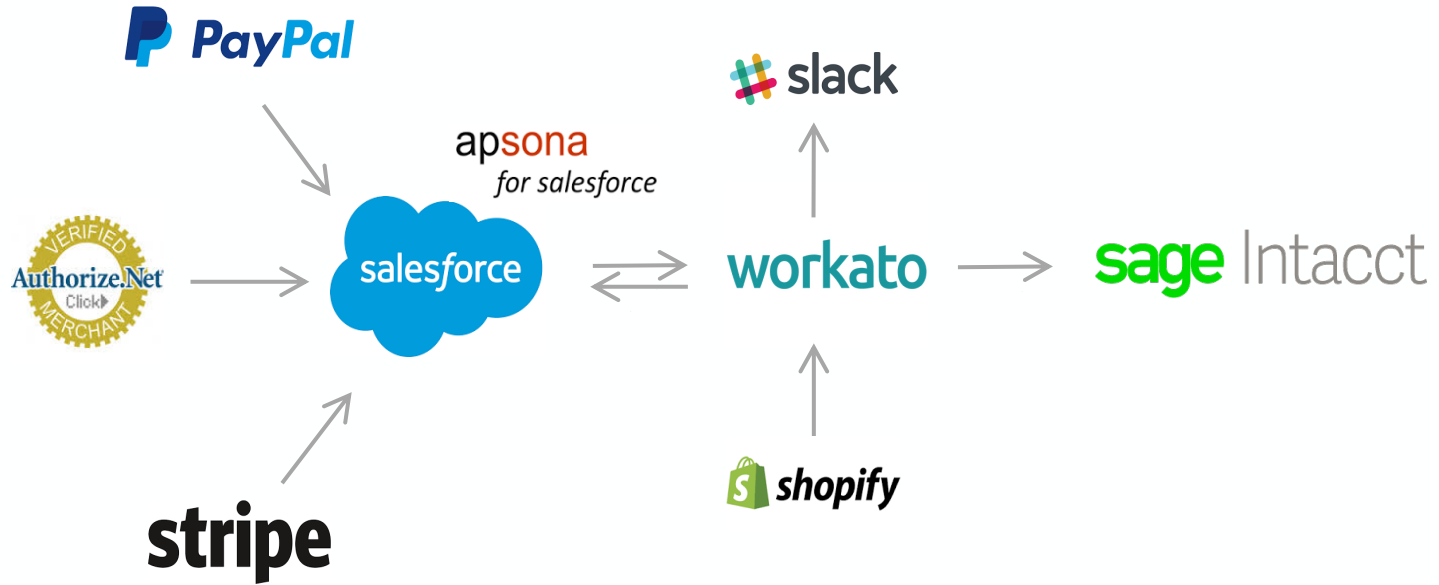 PayPal
slack
apsona
for salesforce
VERIFIED
Authorize.Net
Click
MERCHANT
salesforce
workato
sage Intacct
S shopify
stripe